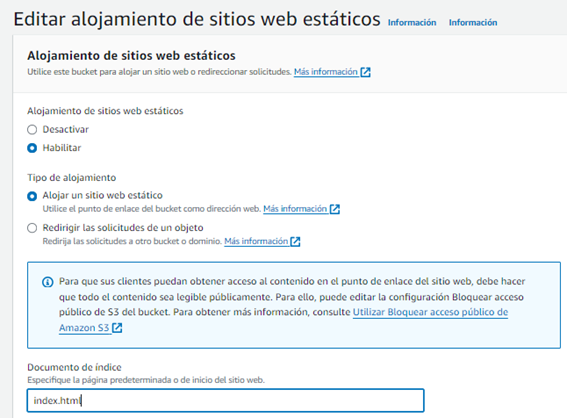 Editar alojamiento de sitios web estáticos Información Información
Alojamiento de sitios web estáticos
Utilice este bucket para alojar un sitio web o redireccionar solicitudes. Más información
Alojamiento de sitios web estáticos
Desactivar
Habilitar
Tipo de alojamiento
Alojar un sitio web estático
Utilice el punto de enlace del bucket como dirección web. Más información
Redirigir las solicitudes de un objeto
Redirija las solicitudes a otro bucket o dominio. Más información
Para que sus clientes puedan obtener acceso al contenido en el punto de enlace del sitio web, debe hacer
que todo el contenido sea legible públicamente. Para ello, puede editar la configuración Bloquear acceso
público de S3 del bucket. Para obtener más información, consulte Utilizar Bloquear acceso público de
Amazon S3
Documento de índice
Especifique la página predeterminada o de inicio del sitio web.
index.html